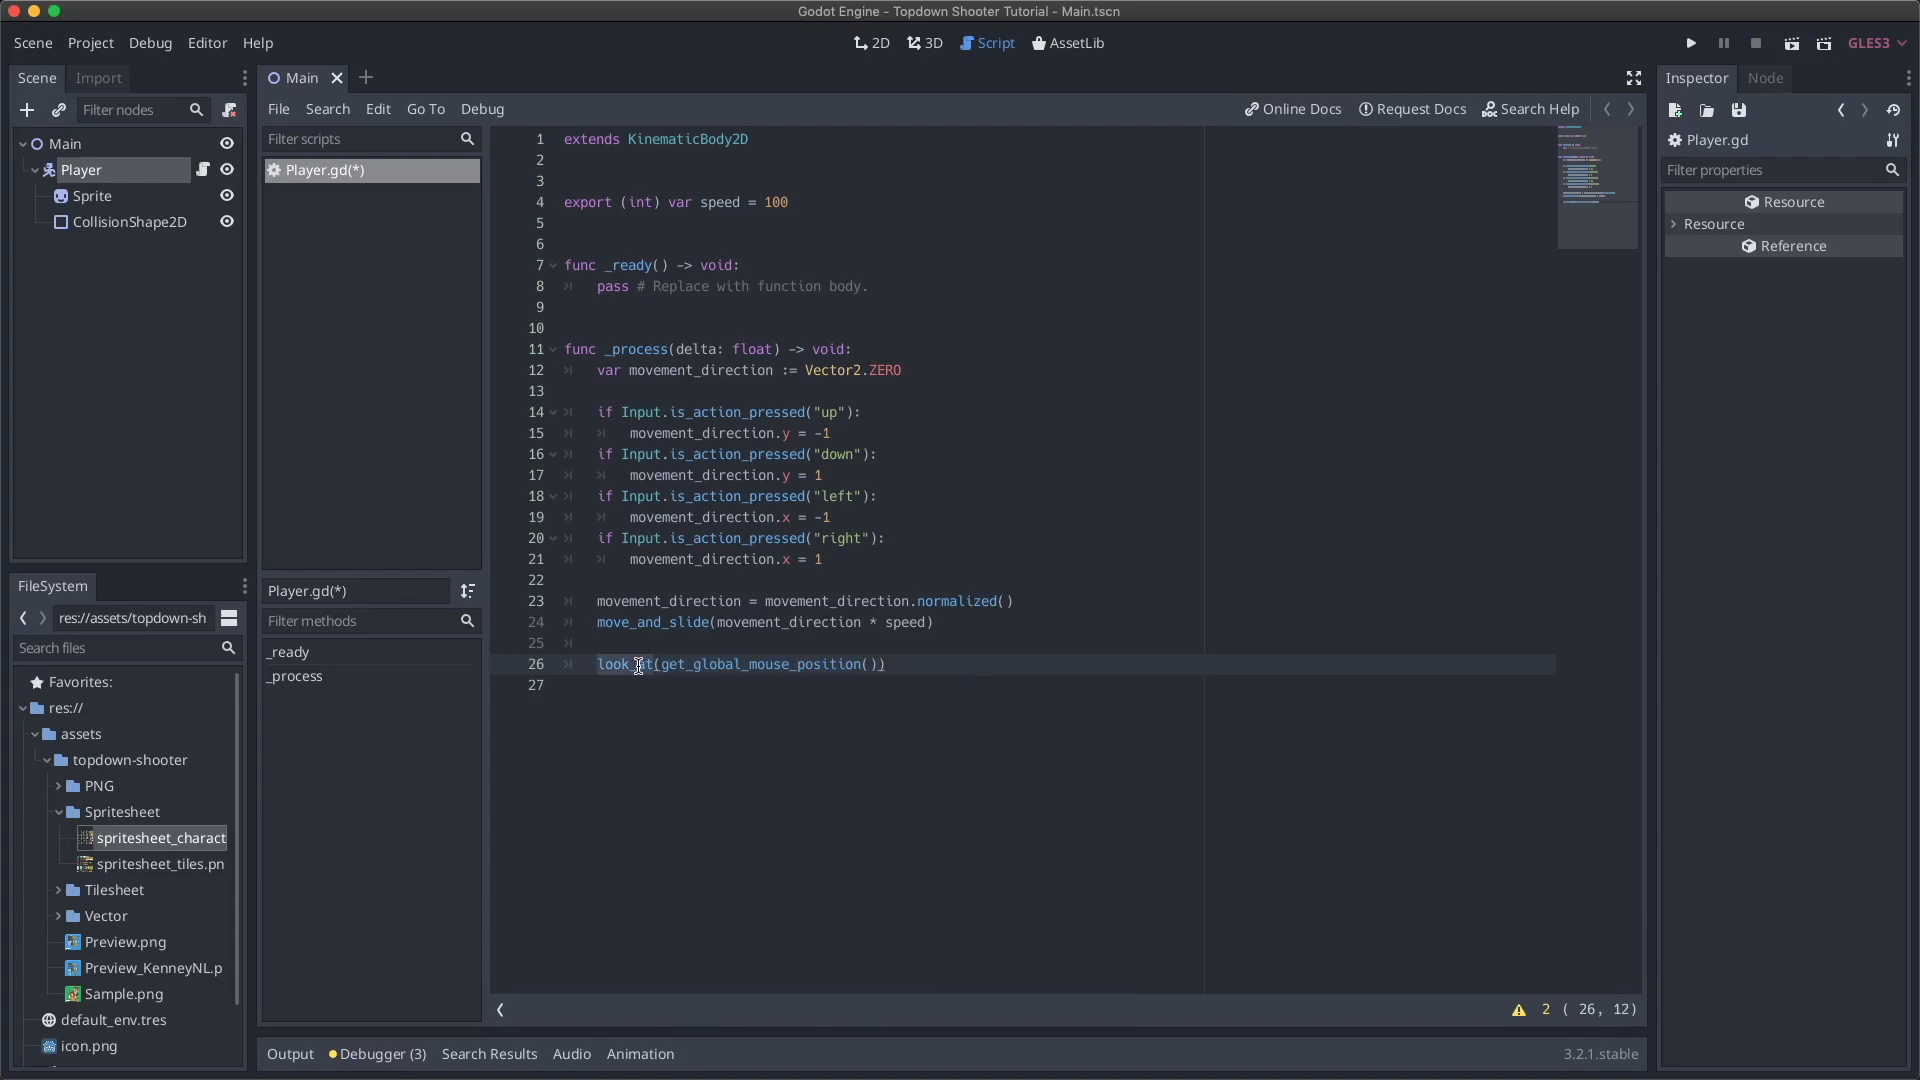 Godot Engine - Topdown Shooter Tutorial - Main.tscn
Scene Project Debug Editor Help
2D 3D Script AssetLib
GLES3
Scene Import
Filter nodes
Main
Player
Sprite
CollisionShape2D
FileSystem
res://assets/topdown-sh
Search files
Favorites:
res://
assets
topdown-shooter
PNG
Spritesheet
spritesheet_charact
spritesheet_tiles.pn
Tilesheet
Vector
Preview.png
Preview_KenneyNL.p
Sample.png
default_env.tres
icon.png
Main
File Search Edit Go To Debug
Online Docs Request Docs Search Help
Filter scripts
Player.gd(*)
Player.gd(*)
Filter methods
_ready
_process
1 extends KinematicBody2D
2
3
4 export (int) var speed = 100
5
6
7 func _ready() -> void:
8 pass # Replace with function body.
9
10
11 func _process(delta: float) -> void:
12 var movement_direction := Vector2.ZERO
13
14 if Input.is_action_pressed("up"):
15 movement_direction.y = -1
16 if Input.is_action_pressed("down"):
17 movement_direction.y = 1
18 if Input.is_action_pressed("left"):
19 movement_direction.x = -1
20 if Input.is_action_pressed("right"):
21 movement_direction.x = 1
22
23 movement_direction = movement_direction.normalized()
24 move_and_slide(movement_direction * speed)
25
26 look_at(get_global_mouse_position())
27
2 ( 26, 12)
Output Debugger (3) Search Results Audio Animation
3.2.1.stable
Inspector Node
Player.gd
Filter properties
Resource
Resource
Reference